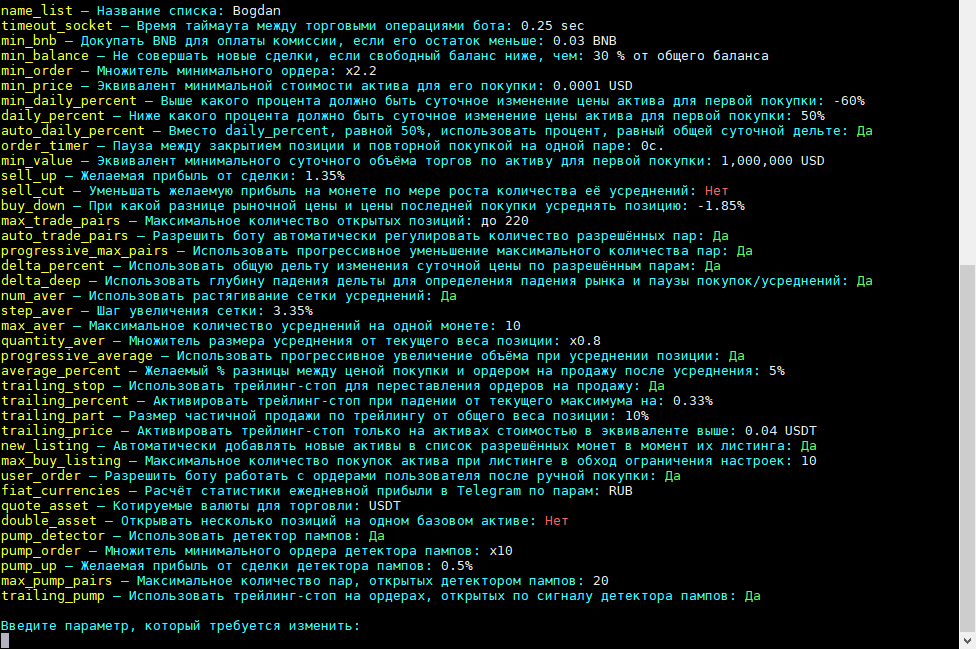 name_list – Название списка: Bogdan
timeout_socket – Время таймаута между торговыми операциями бота: 0.25 sec
min_bnb – Докупать BNB для оплаты комиссии, если его остаток меньше: 0.03 BNB
min_balance – Не совершать новые сделки, если свободный баланс ниже, чем: 30 % от общего баланса
min_order – Множитель минимального ордера: x2.2
min_price – Эквивалент минимальной стоимости актива для его покупки: 0.0001 USD
min_daily_percent – Выше какого процента должно быть суточное изменение цены актива для первой покупки: -60%
daily_percent – Ниже какого процента должно быть суточное изменение цены актива для первой покупки: 50%
auto_daily_percent – Вместо daily_percent, равной 50%, использовать процент, равный общей суточной дельте: Да
order_timer – Пауза между закрытием позиции и повторной покупкой на одной паре: 0с.
min_value – Эквивалент минимального суточного объёма торгов по активу для первой покупки: 1,000,000 USD
sell_up – Желаемая прибыль от сделки: 1.35%
sell_cut – Уменьшать желаемую прибыль на монете по мере роста количества её усреднений: Нет
buy_down – При какой разнице рыночной цены и цены последней покупки усреднять позицию: -1.85%
max_trade_pairs – Максимальное количество открытых позиций: до 220
auto_trade_pairs – Разрешить боту автоматически регулировать количество разрешённых пар: Да
progressive_max_pairs – Использовать прогрессивное уменьшение максимального количества пар: Да
delta_percent – Использовать общую дельту изменения суточной цены по разрешённым парам: Да
delta_deep – Использовать глубину падения дельты для определения падения рынка и паузы покупок/усреднений: Да
num_aver – Использовать растягивание сетки усреднений: Да
step_aver – Шаг увеличения сетки: 3.35%
max_aver – Максимальное количество усреднений на одной монете: 10
quantity_aver – Множитель размера усреднения от текущего веса позиции: x0.8
progressive_average – Использовать прогрессивное увеличение объёма при усреднении позиции: Да
average_percent – Желаемый % разницы между ценой покупки и ордером на продажу после усреднения: 5%
trailing_stop – Использовать трейлинг-стоп для переставления ордеров на продажу: Да
trailing_percent – Активировать трейлинг-стоп при падении от текущего максимума на: 0.33%
trailing_part – Размер частичной продажи по трейлингу от общего веса позиции: 10%
trailing_price – Активировать трейлинг-стоп только на активах стоимостью в эквиваленте выше: 0.04 USDT
new_listing – Автоматически добавлять новые активы в список разрешённых монет в момент их листинга: Да
max_buy_listing – Максимальное количество покупок актива при листинге в обход ограничения настроек: 10
user_order – Разрешить боту работать с ордерами пользователя после ручной покупки: Да
fiat_currencies – Расчёт статистики ежедневной прибыли в Telegram по парам: RUB
quote_asset – Котируемые валюты для торговли: USDT
double_asset – Открывать несколько позиций на одном базовом активе: Нет
pump_detector – Использовать детектор пампов: Да
pump_order – Множитель минимального ордера детектора пампов: x10
pump_up – Желаемая прибыль от сделки детектора пампов: 0.5%
max_pump_pairs – Максимальное количество пар, открытых детектором пампов: 20
trailing_pump – Использовать трейлинг-стоп на ордерах, открытых по сигналу детектора пампов: Да
Введите параметр, который требуется изменить: